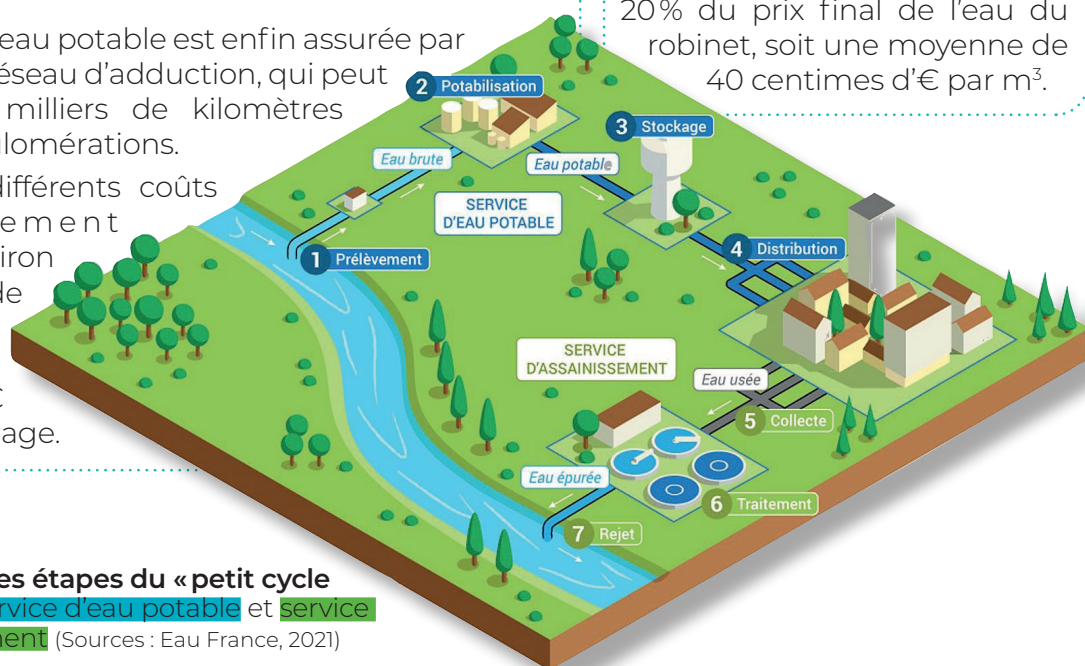 20% du prix final de l'eau du
robinet, soit une moyenne de
40 centimes d'€ par m³.
eau potable est enfin assurée par
éseau d'adduction, qui peut
milliers de kilomètres
lomérations.
ifférents coûts
ement
iron
de
age.
2 Potabilisation
3 Stockage
Eau brute
Eau potable
SERVICE
D'EAU POTABLE
1 Prélèvement
4 Distribution
SERVICE
D'ASSAINISSEMENT
Eau usée
5 Collecte
Eau épurée
6 Traitement
7 Rejet
es étapes du « petit cycle
rvice d'eau potable et service
ment (Sources : Eau France, 2021)